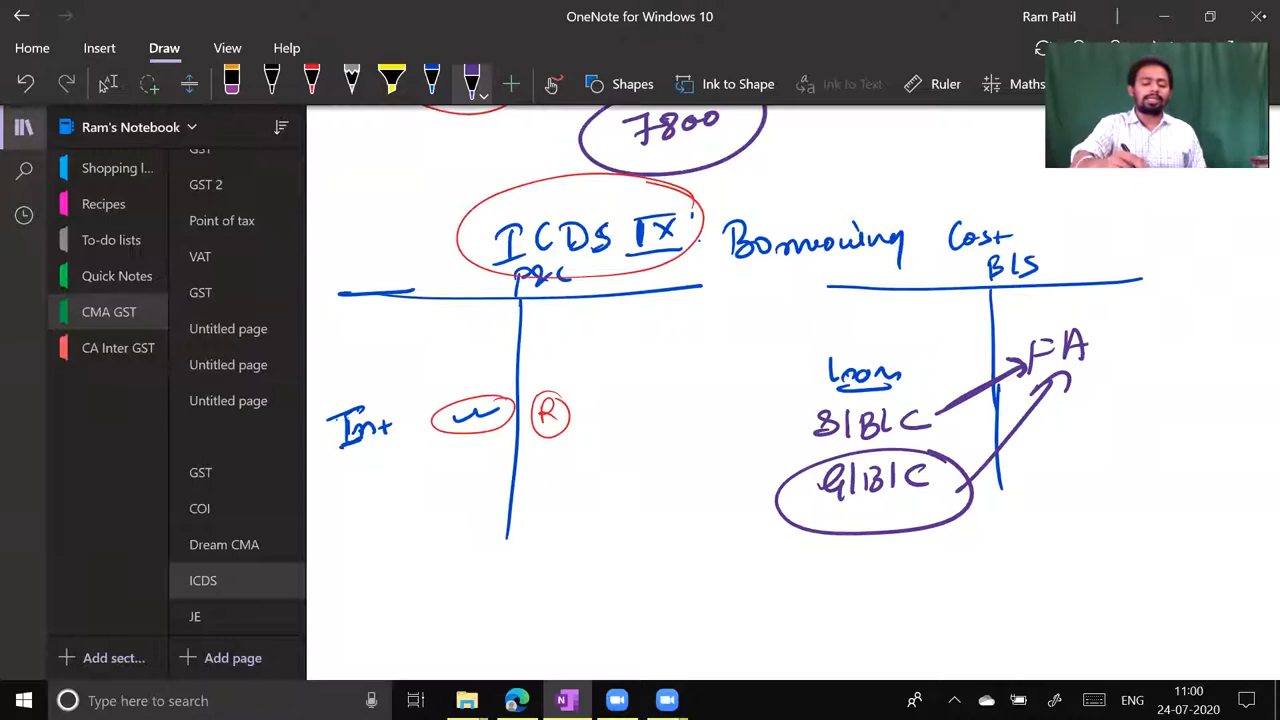 OneNote for Windows 10
Ram Patil
Home
Insert
Draw
View
Help
Shapes
Ink to Shape
Ink to Text
Ruler
Maths
Ram's Notebook
Shopping l...
Recipes
To-do lists
Quick Notes
CMA GST
CA Inter GST
Add sect...
GST
GST 2
Point of tax
VAT
GST
Untitled page
Untitled page
Untitled page
GST
COI
Dream CMA
ICDS
JE
Add page
7800
ICDS IX : Borrowing Cost
P&L
B/S
Int
R
Loan
FA
S/B/C
G/B/C
Type here to search
N
ENG
11:00
24-07-2020